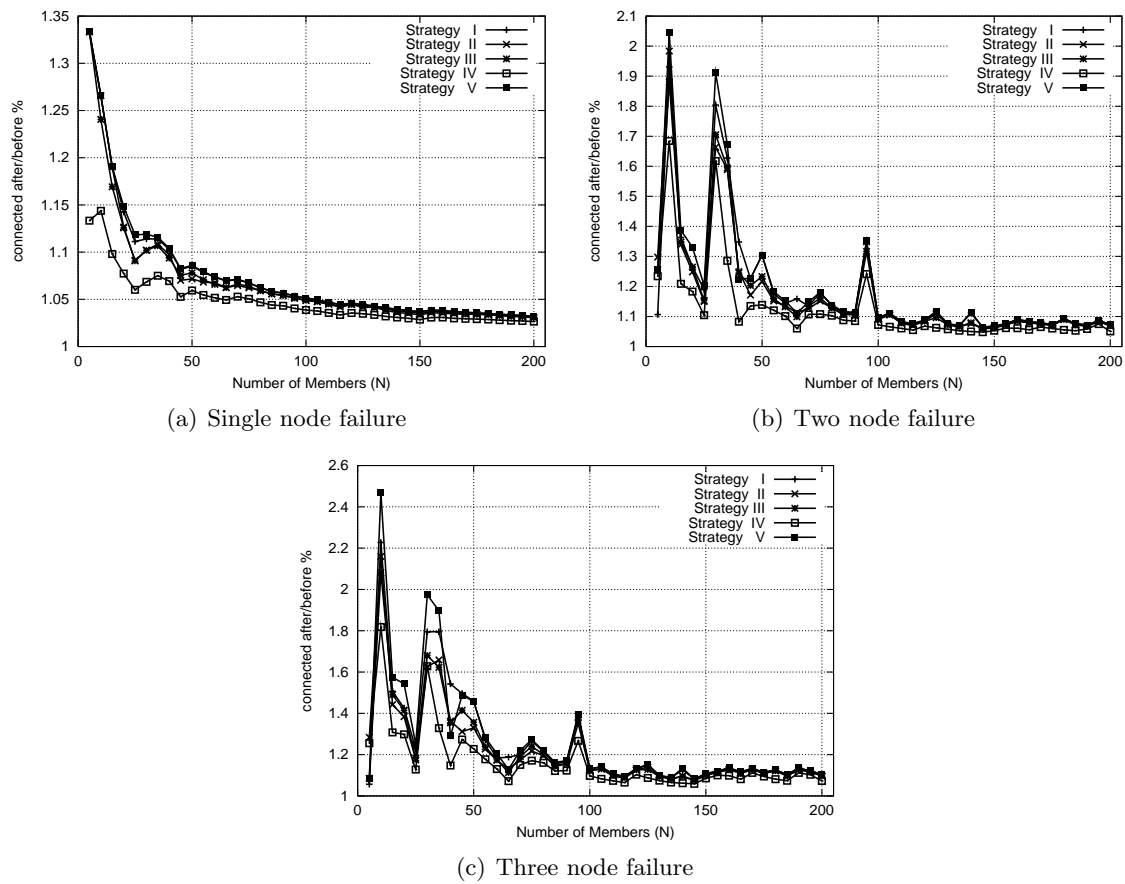 1.35
1.3
1.25
1.2
1.15
1.1
1.05
1
0 50 100 150 200
connected after/before %
Number of Members (N)
Strategy I
Strategy II
Strategy III
Strategy IV
Strategy V
(a) Single node failure
2.1
2
1.9
1.8
1.7
1.6
1.5
1.4
1.3
1.2
1.1
1
0 50 100 150 200
connected after/before %
Number of Members (N)
Strategy I
Strategy II
Strategy III
Strategy IV
Strategy V
(b) Two node failure
2.6
2.4
2.2
2
1.8
1.6
1.4
1.2
1
0 50 100 150 200
connected after/before %
Number of Members (N)
Strategy I
Strategy II
Strategy III
Strategy IV
Strategy V
(c) Three node failure